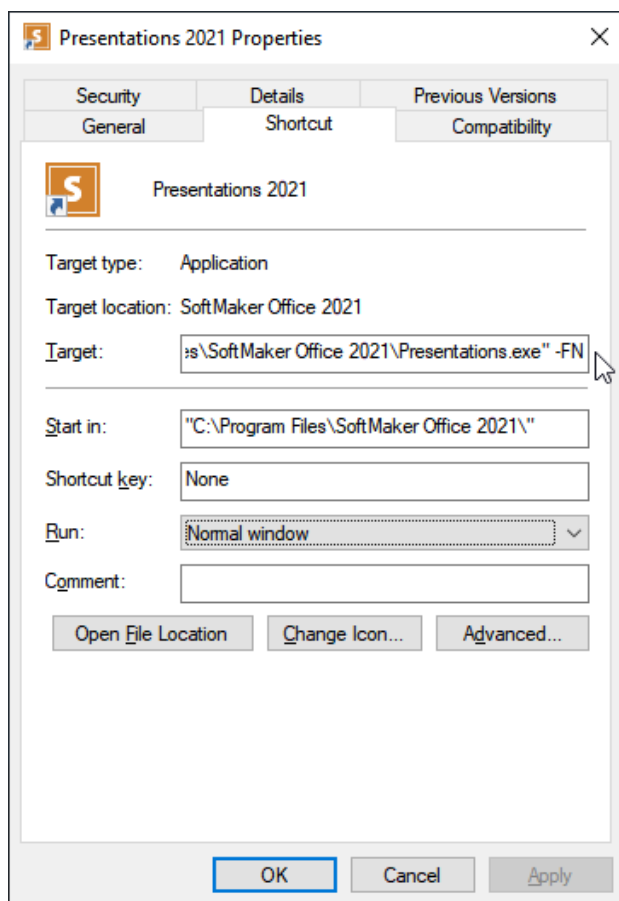 Presentations 2021 Properties
Security Details Previous Versions
General Shortcut Compatibility
S
Presentations 2021
Target type: Application
Target location: SoftMaker Office 2021
Target: es\SoftMaker Office 2021\Presentations.exe" -FN
Start in: "C:\Program Files\SoftMaker Office 2021\"
Shortcut key: None
Run: Normal window
Comment:
Open File Location Change Icon... Advanced...
OK Cancel Apply